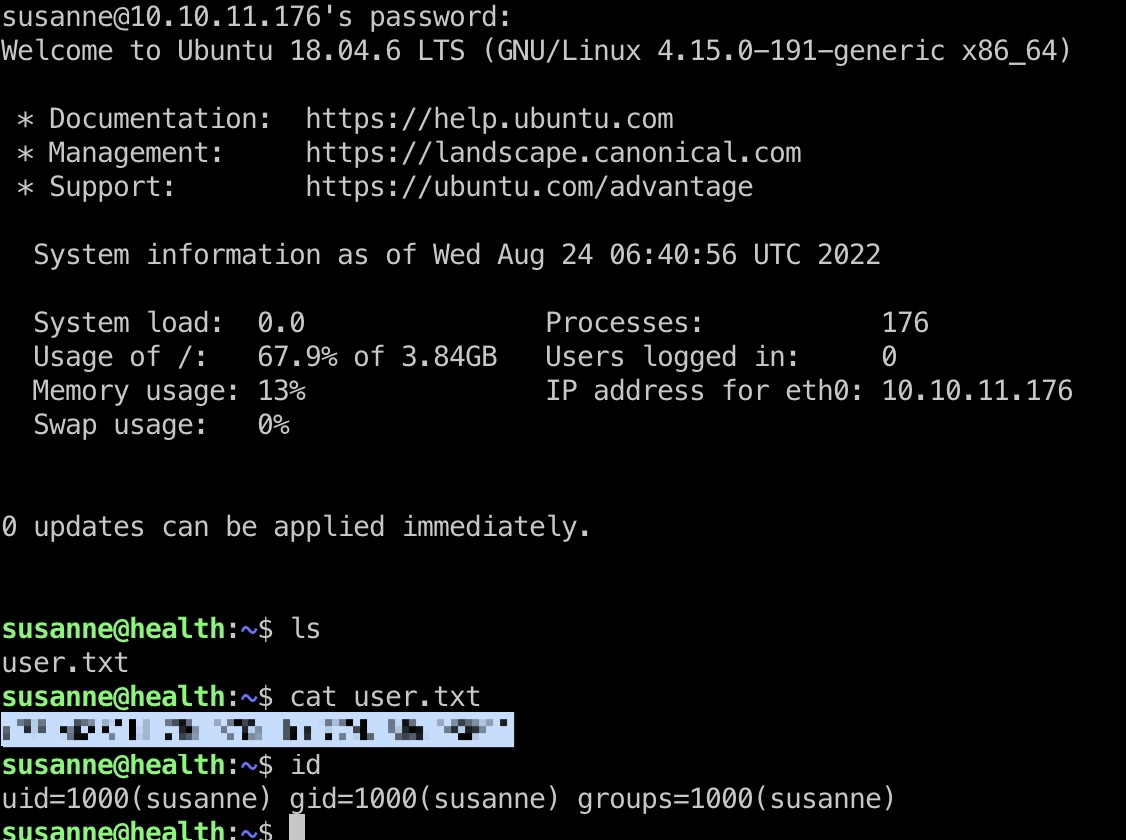 susanne@10.10.11.176's password:
Welcome to Ubuntu 18.04.6 LTS (GNU/Linux 4.15.0-191-generic x86_64)
* Documentation: https://help.ubuntu.com
* Management: https://landscape.canonical.com
* Support: https://ubuntu.com/advantage
System information as of Wed Aug 24 06:40:56 UTC 2022
System load: 0.0 Processes: 176
Usage of /: 67.9% of 3.84GB Users logged in: 0
Memory usage: 13% IP address for eth0: 10.10.11.176
Swap usage: 0%
0 updates can be applied immediately.
susanne@health:~$ ls
user.txt
susanne@health:~$ cat user.txt
susanne@health:~$ id
uid=1000(susanne) gid=1000(susanne) groups=1000(susanne)
susanne@health:~$